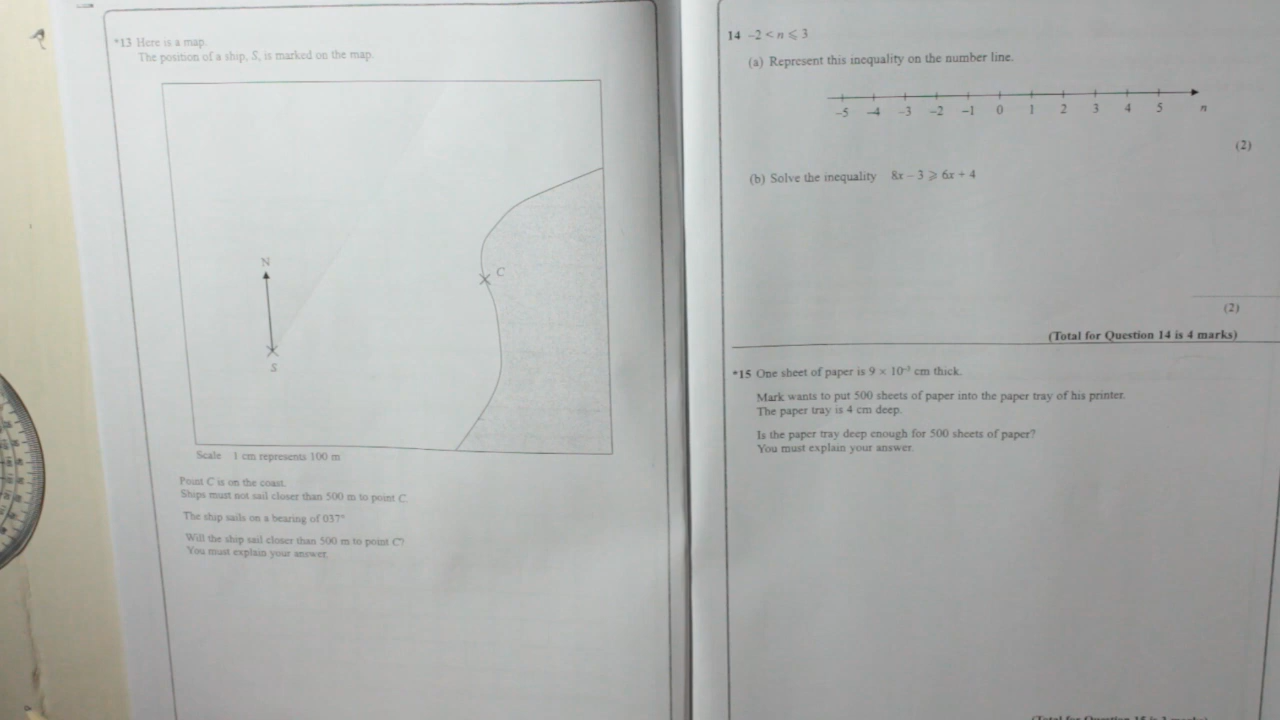 *13 Here is a map.
The position of a ship, S, is marked on the map.
N
C
S
Scale 1 cm represents 100 m
Point C is on the coast.
Ships must not sail closer than 500 m to point C.
The ship sails on a bearing of 037°
Will the ship sail closer than 500 m to point C?
You must explain your answer.
14 -2 < n ⩽ 3
(a) Represent this inequality on the number line.
-5 -4 -3 -2 -1 0 1 2 3 4 5 n
(2)
(b) Solve the inequality 8x – 3 ⩾ 6x + 4
(2)
(Total for Question 14 is 4 marks)
*15 One sheet of paper is 9 × 10⁻³ cm thick.
Mark wants to put 500 sheets of paper into the paper tray of his printer.
The paper tray is 4 cm deep.
Is the paper tray deep enough for 500 sheets of paper?
You must explain your answer.
(Total for Question 15 is 3 marks)